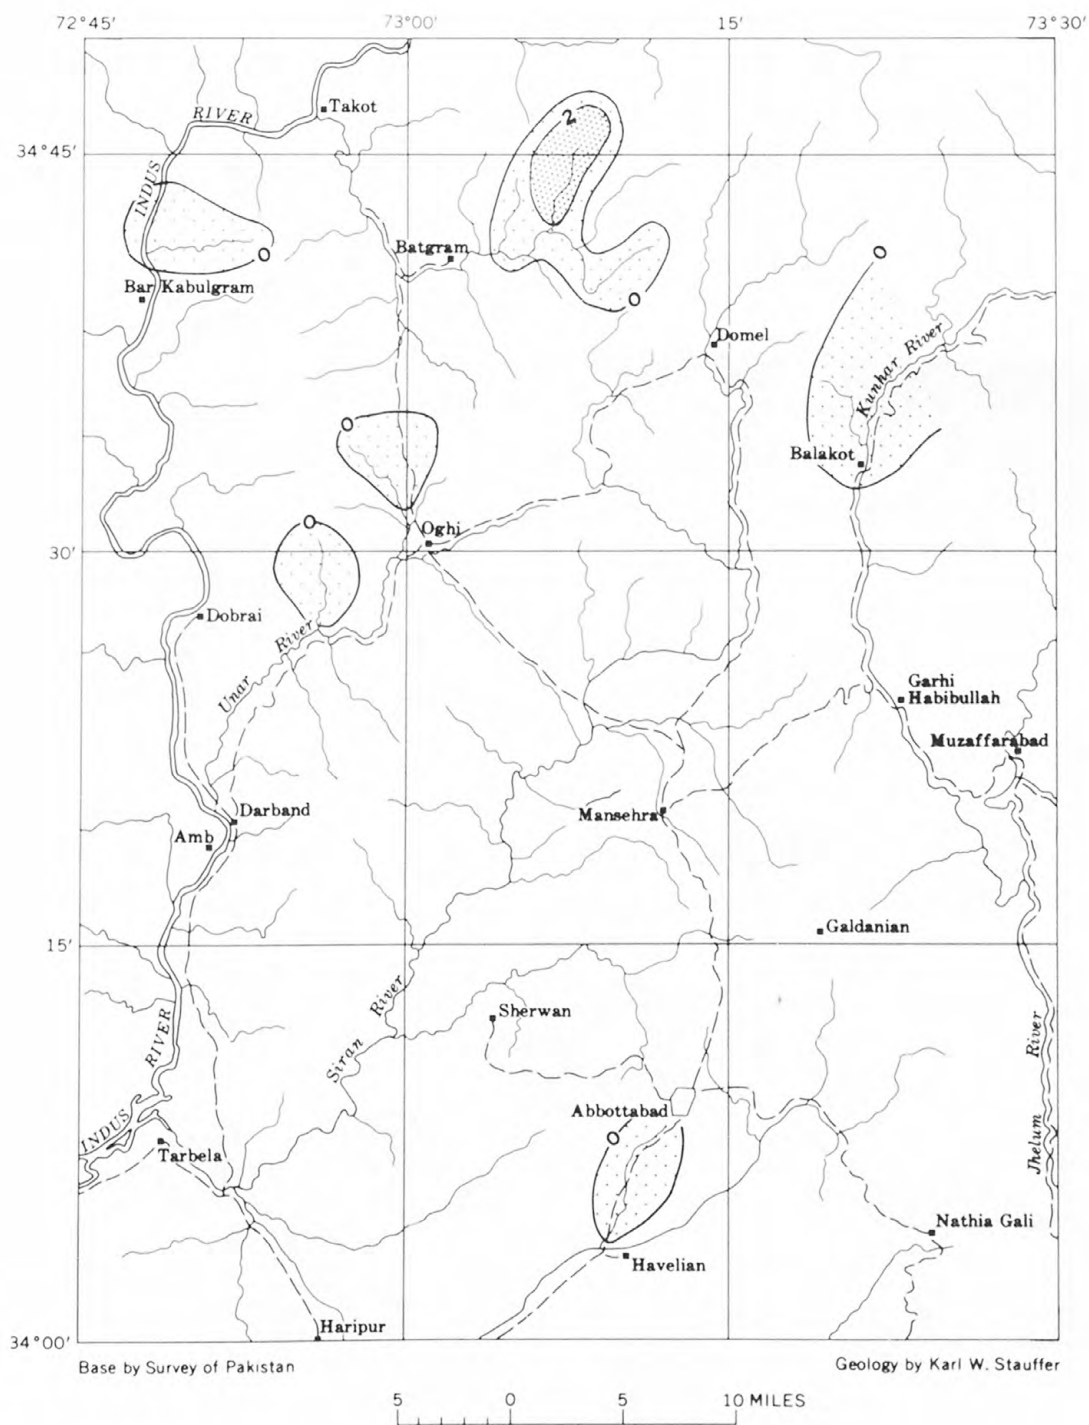 72°45′ 73°00′ 15′ 73°30′
RIVER
Takot
2
34°45′
INDUS
Batgram
0
0
Bar Kabulgram
0
Domel
Kunhar River
0
Balakot
0
Oghi
30′
Dobrai
Unar River
Garhi
Habibullah
Muzaffarabad
Darband
Mansehra
Amb
Galdanian
15′
Sherwan
Siran River
RIVER
Jhelum River
INDUS
Abbottabad
0
Tarbela
Nathia Gali
Havelian
Haripur
34°00′
Base by Survey of Pakistan
Geology by Karl W. Stauffer
5 0 5 10 MILES